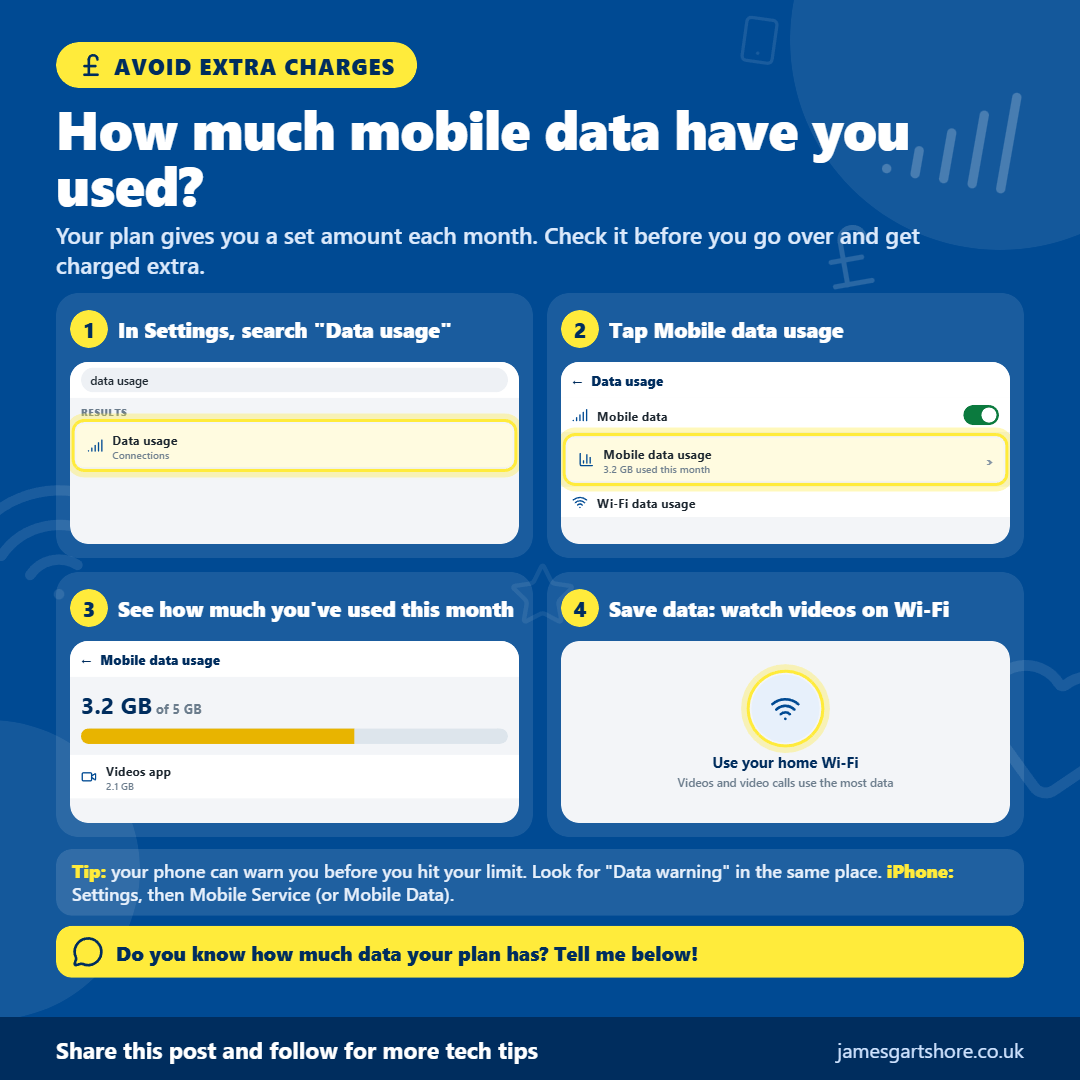 £ AVOID EXTRA CHARGES
How much mobile data have you
used?
Your plan gives you a set amount each month. Check it before you go over and get
charged extra.
£
1 In Settings, search "Data usage"
data usage
RESULTS
Data usage
Connections
2 Tap Mobile data usage
← Data usage
Mobile data
Mobile data usage
3.2 GB used this month
›
Wi-Fi data usage
3 See how much you've used this month
← Mobile data usage
3.2 GB of 5 GB
Videos app
2.1 GB
4 Save data: watch videos on Wi-Fi
Use your home Wi-Fi
Videos and video calls use the most data
Tip: your phone can warn you before you hit your limit. Look for "Data warning" in the same place. iPhone:
Settings, then Mobile Service (or Mobile Data).
Do you know how much data your plan has? Tell me below!
Share this post and follow for more tech tips
jamesgartshore.co.uk